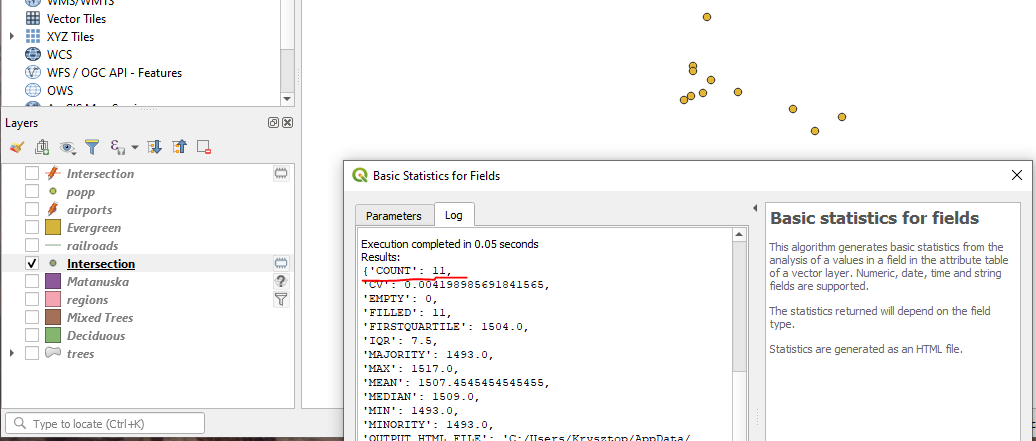 WMS/WMTS
Vector Tiles
XYZ Tiles
WCS
WFS / OGC API - Features
OWS
Layers
Intersection
popp
airports
Evergreen
railroads
Intersection
Matanuska
regions
Mixed Trees
Deciduous
trees
Type to locate (Ctrl+K)
Basic Statistics for Fields
Parameters
Log
Execution completed in 0.05 seconds
Results:
{'COUNT': 11,
'CV': 0.004198985691841565,
'EMPTY': 0,
'FILLED': 11,
'FIRSTQUARTILE': 1504.0,
'IQR': 7.5,
'MAJORITY': 1493.0,
'MAX': 1517.0,
'MEAN': 1507.4545454545455,
'MEDIAN': 1509.0,
'MIN': 1493.0,
'MINORITY': 1493.0,
'OUTPUT_HTML_FILE': 'C:/Users/Krysztop/AppData/
Basic statistics for fields
This algorithm generates basic statistics from the
analysis of a values in a field in the attribute table
of a vector layer. Numeric, date, time and string
fields are supported.
The statistics returned will depend on the field
type.
Statistics are generated as an HTML file.